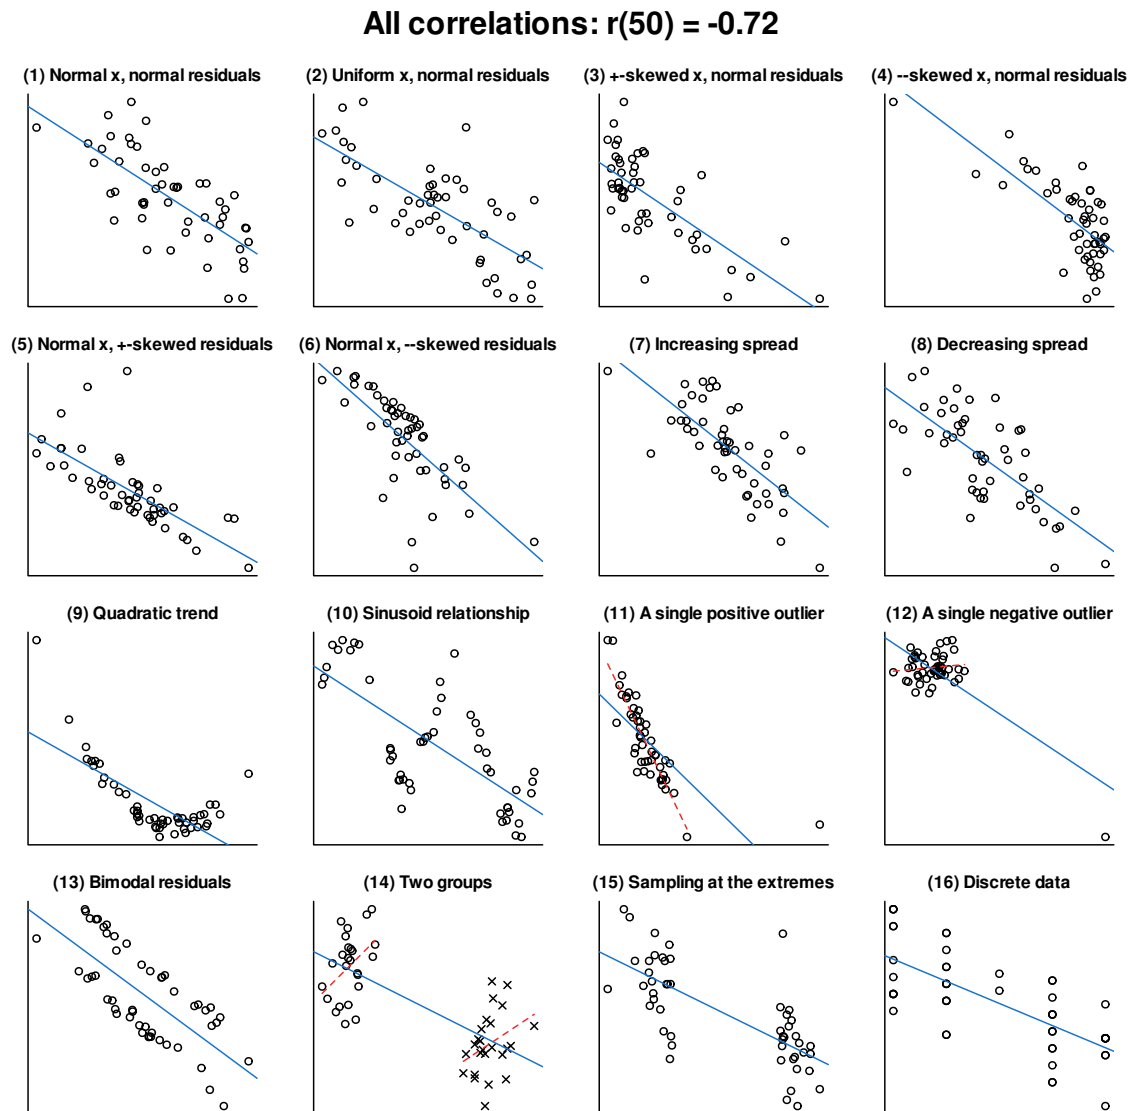 All correlations: r(50) = -0.72
(1) Normal x, normal residuals
(2) Uniform x, normal residuals
(3) +-skewed x, normal residuals
(4) --skewed x, normal residuals
(5) Normal x, +-skewed residuals
(6) Normal x, --skewed residuals
(7) Increasing spread
(8) Decreasing spread
(9) Quadratic trend
(10) Sinusoid relationship
(11) A single positive outlier
(12) A single negative outlier
(13) Bimodal residuals
(14) Two groups
(15) Sampling at the extremes
(16) Discrete data